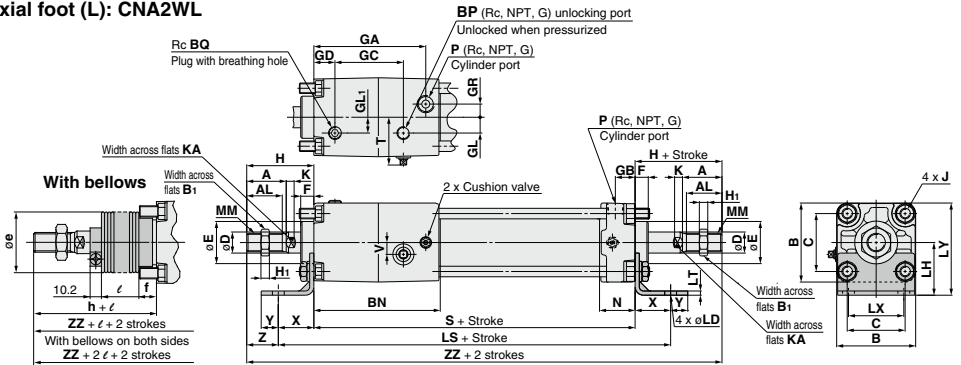 xial foot (L): CNA2WL
BP (Rc, NPT, G) unlocking port
Unlocked when pressurized
P (Rc, NPT, G)
Cylinder port
Rc BQ
Plug with breathing hole
GA
GD
GC
GL1
T
GR
GL
P (Rc, NPT, G)
Cylinder port
Width across flats KA
With bellows
Width across
flats B1
H
A
K
AL
F
MM
øE
øD
H1
2 x Cushion valve
V
GB
F
H + Stroke
K
A
AL
H1
MM
øD
øE
LT
4 x J
B
C
LH
LY
øe
10.2
ℓ
f
h + ℓ
ZZ + ℓ + 2 strokes
With bellows on both sides
ZZ + 2 ℓ + 2 strokes
Y
X
Z
BN
S + Stroke
N
X
Y
LS + Stroke
ZZ + 2 strokes
4 x øLD
Width across
flats B1
Width across
flats KA
LX
C
B